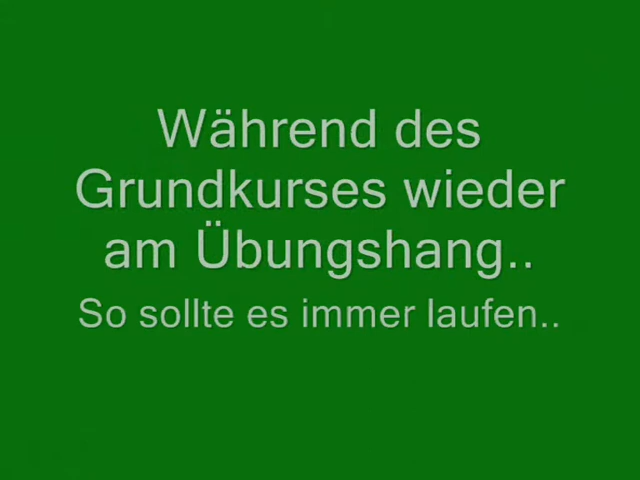 Während des
Grundkurses wieder
am Übungshang..
So sollte es immer laufen..